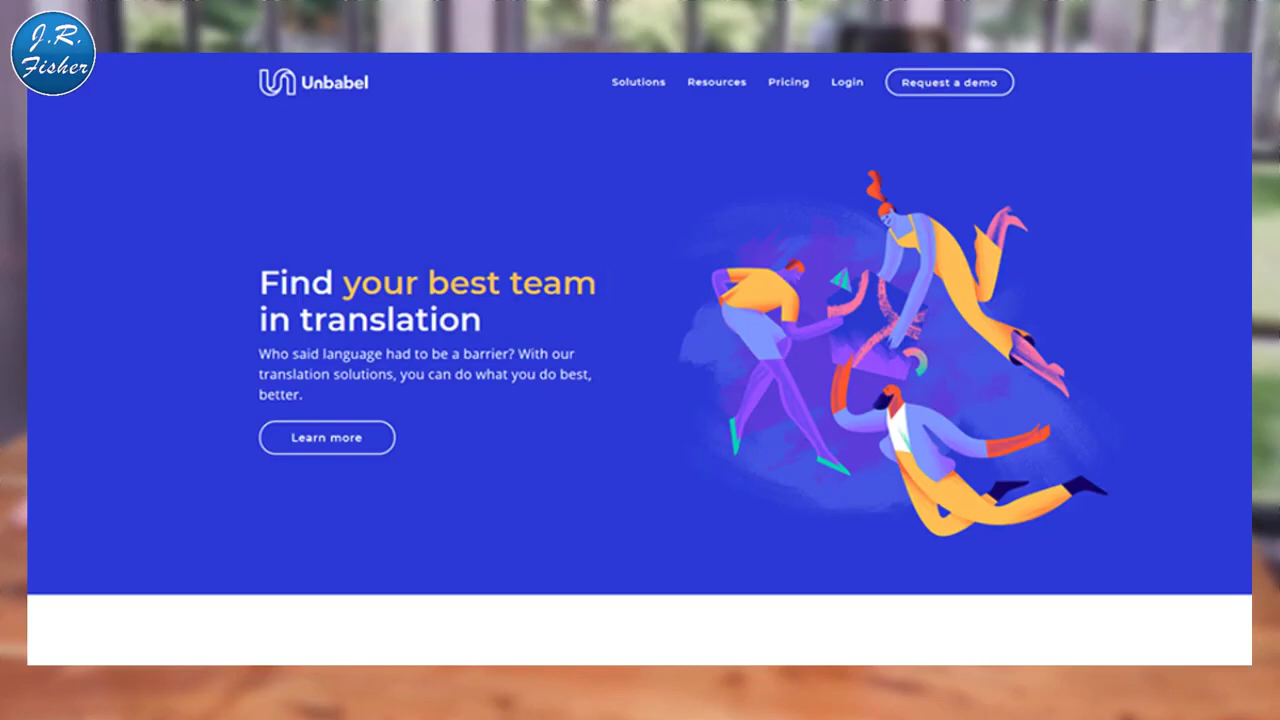 J.R.
Fisher
Unbabel
Solutions
Resources
Pricing
Login
Request a demo
Find your best team
in translation
Who said language had to be a barrier? With our
translation solutions, you can do what you do best,
better.
Learn more